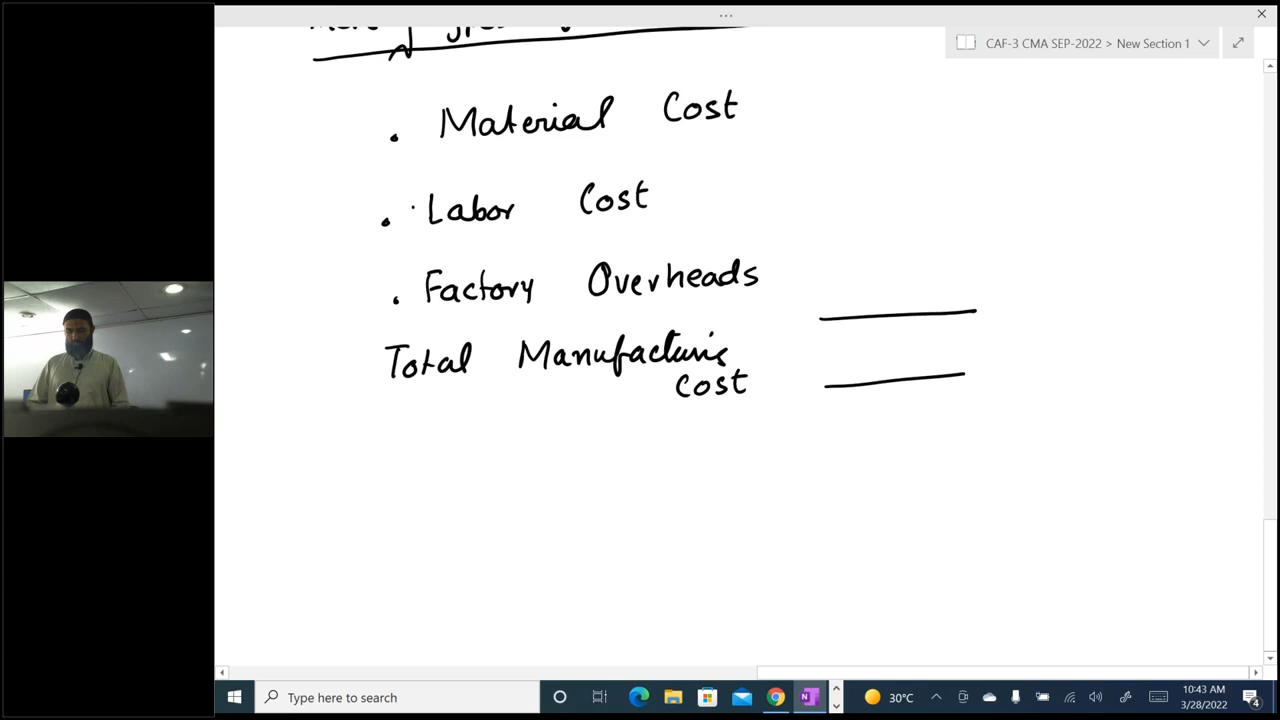 CAF-3 CMA SEP-2022 > New Section 1
. Material Cost
. Labor Cost
. Factory Overheads
Total Manufacturing
Cost
Type here to search
30°C
10:43 AM
3/28/2022
4